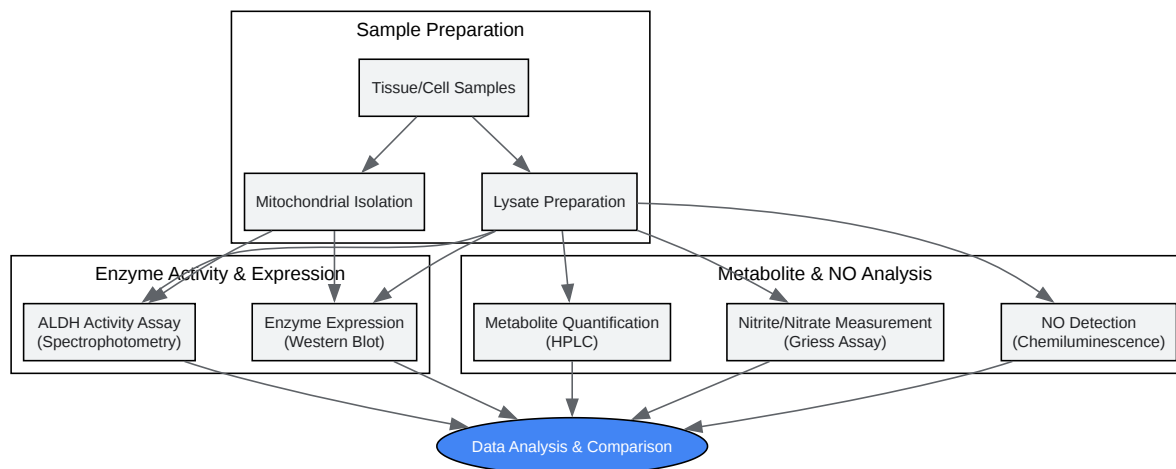 Sample Preparation
Tissue/Cell Samples
Mitochondrial Isolation
Lysate Preparation
Enzyme Activity & Expression
Metabolite & NO Analysis
ALDH Activity Assay
(Spectrophotometry)
Enzyme Expression
(Western Blot)
Metabolite Quantification
(HPLC)
Nitrite/Nitrate Measurement
(Griess Assay)
NO Detection
(Chemiluminescence)
Data Analysis & Comparison